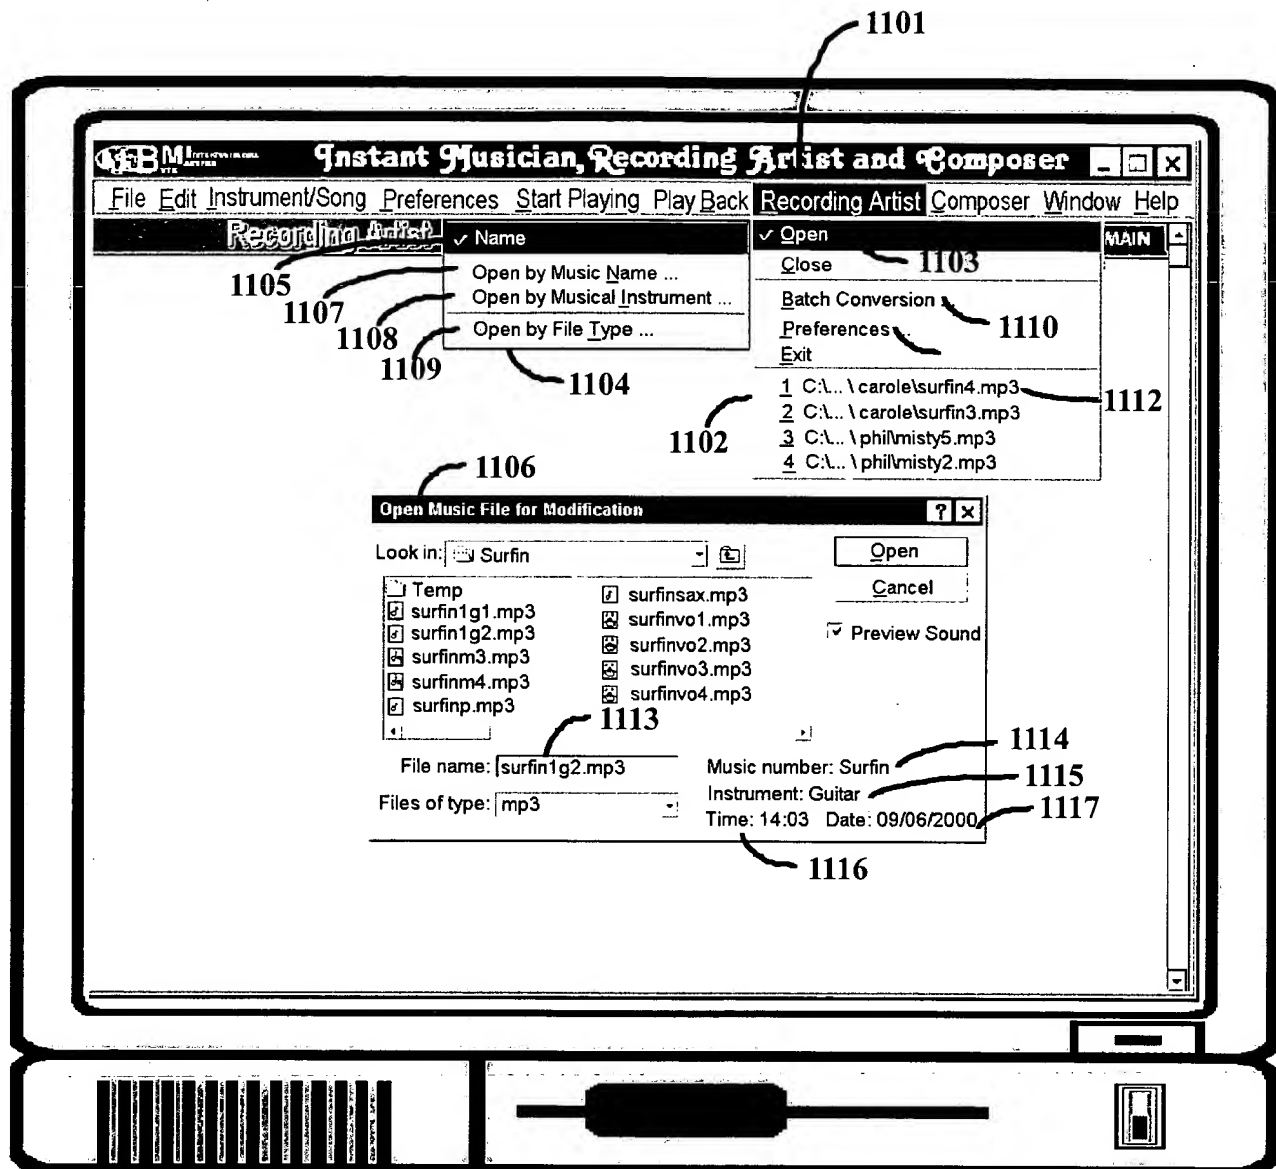 1101
Instant Musician, Recording Artist and Composer
File Edit Instrument/Song Preferences Start Playing Play Back Recording Artist Composer Window Help
Recording Artist
MAIN
✓ Name
Open by Music Name ...
Open by Musical Instrument ...
Open by File Type ...
1105
1107
1108
1109
1104
✓ Open
Close
Batch Conversion
Preferences ...
Exit
1 C:\... \ carole\surfin4.mp3
2 C:\... \ carole\surfin3.mp3
3 C:\... \ phil\misty5.mp3
4 C:\... \ phil\misty2.mp3
1103
1110
1112
1102
1106
Open Music File for Modification ? ×
Look in: Surfin
Open
Cancel
Preview Sound
Temp
surfin1g1.mp3
surfin1g2.mp3
surfinm3.mp3
surfinm4.mp3
surfinp.mp3
surfinsax.mp3
surfinvo1.mp3
surfinvo2.mp3
surfinvo3.mp3
surfinvo4.mp3
1113
File name: surfin1g2.mp3
Files of type: mp3
Music number: Surfin
Instrument: Guitar
Time: 14:03 Date: 09/06/2000
1114
1115
1117
1116